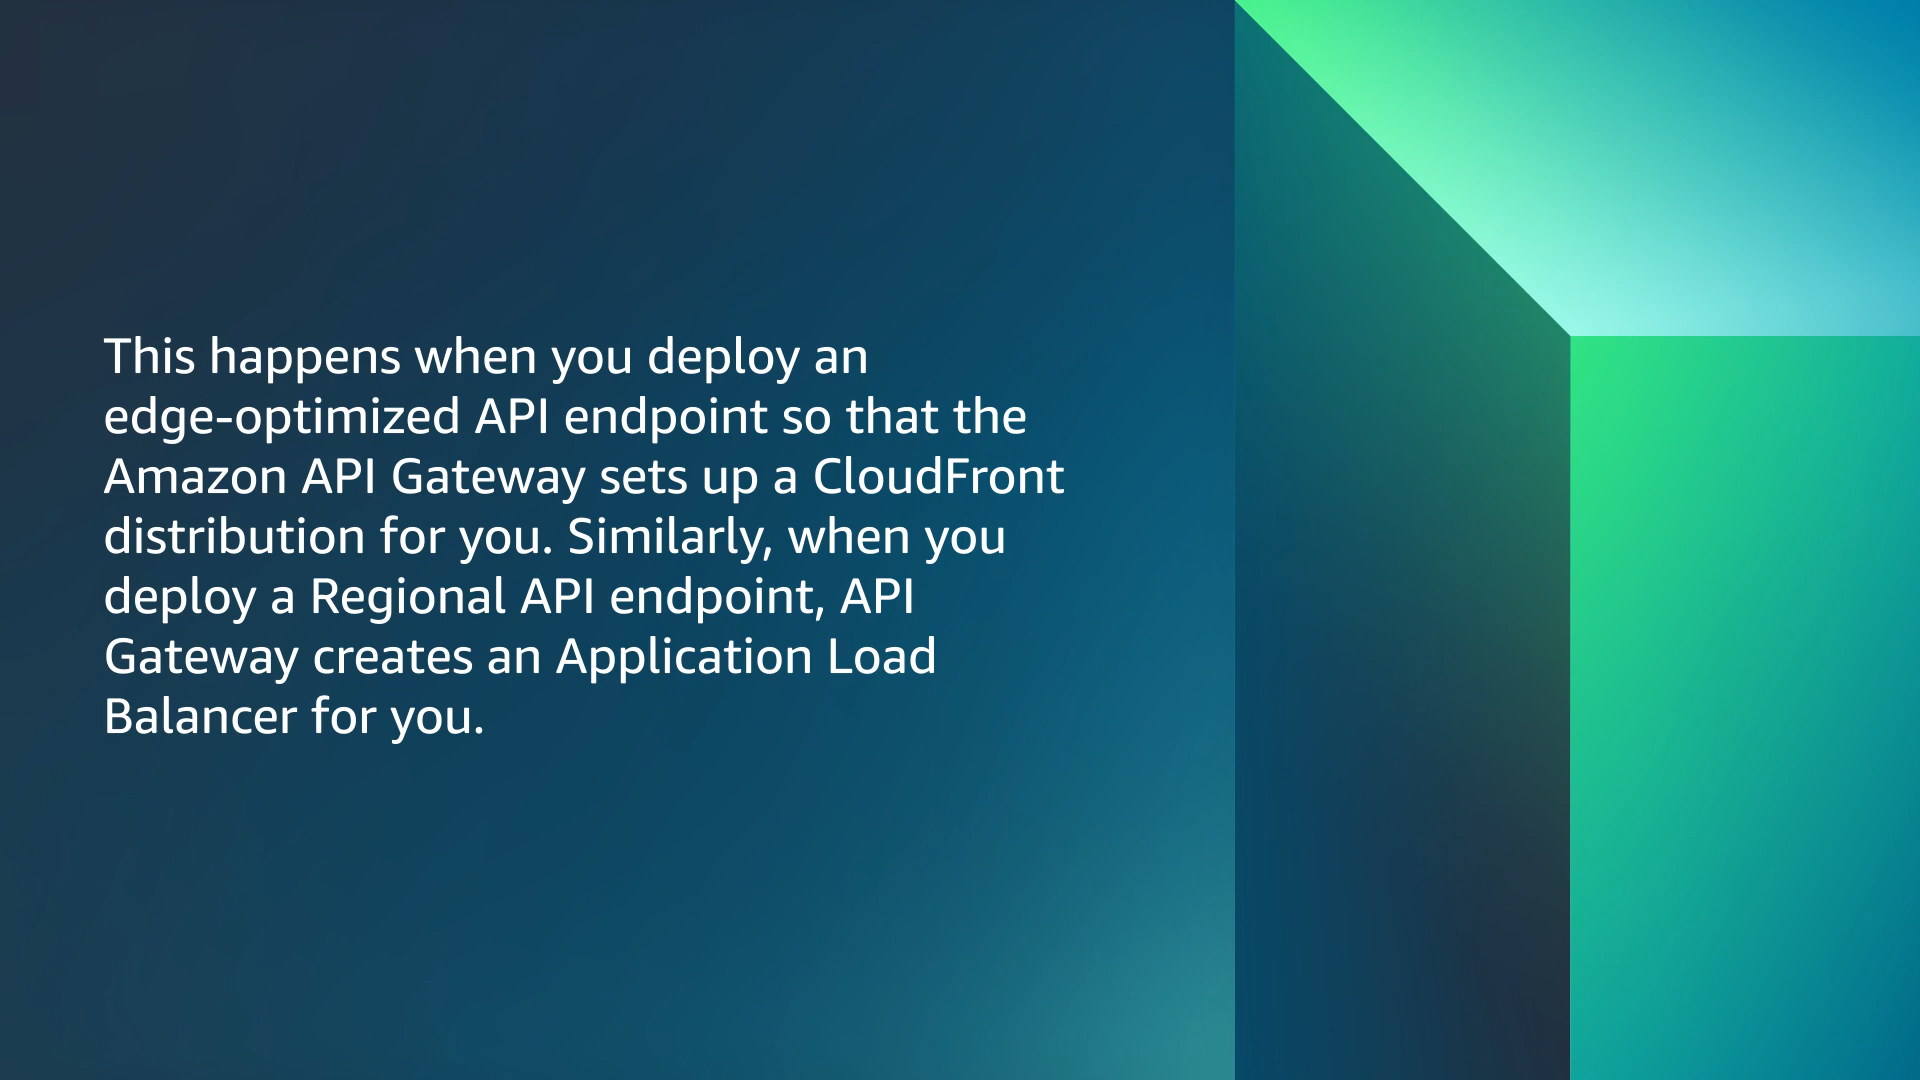 This happens when you deploy an
edge-optimized API endpoint so that the
Amazon API Gateway sets up a CloudFront
distribution for you. Similarly, when you
deploy a Regional API endpoint, API
Gateway creates an Application Load
Balancer for you.